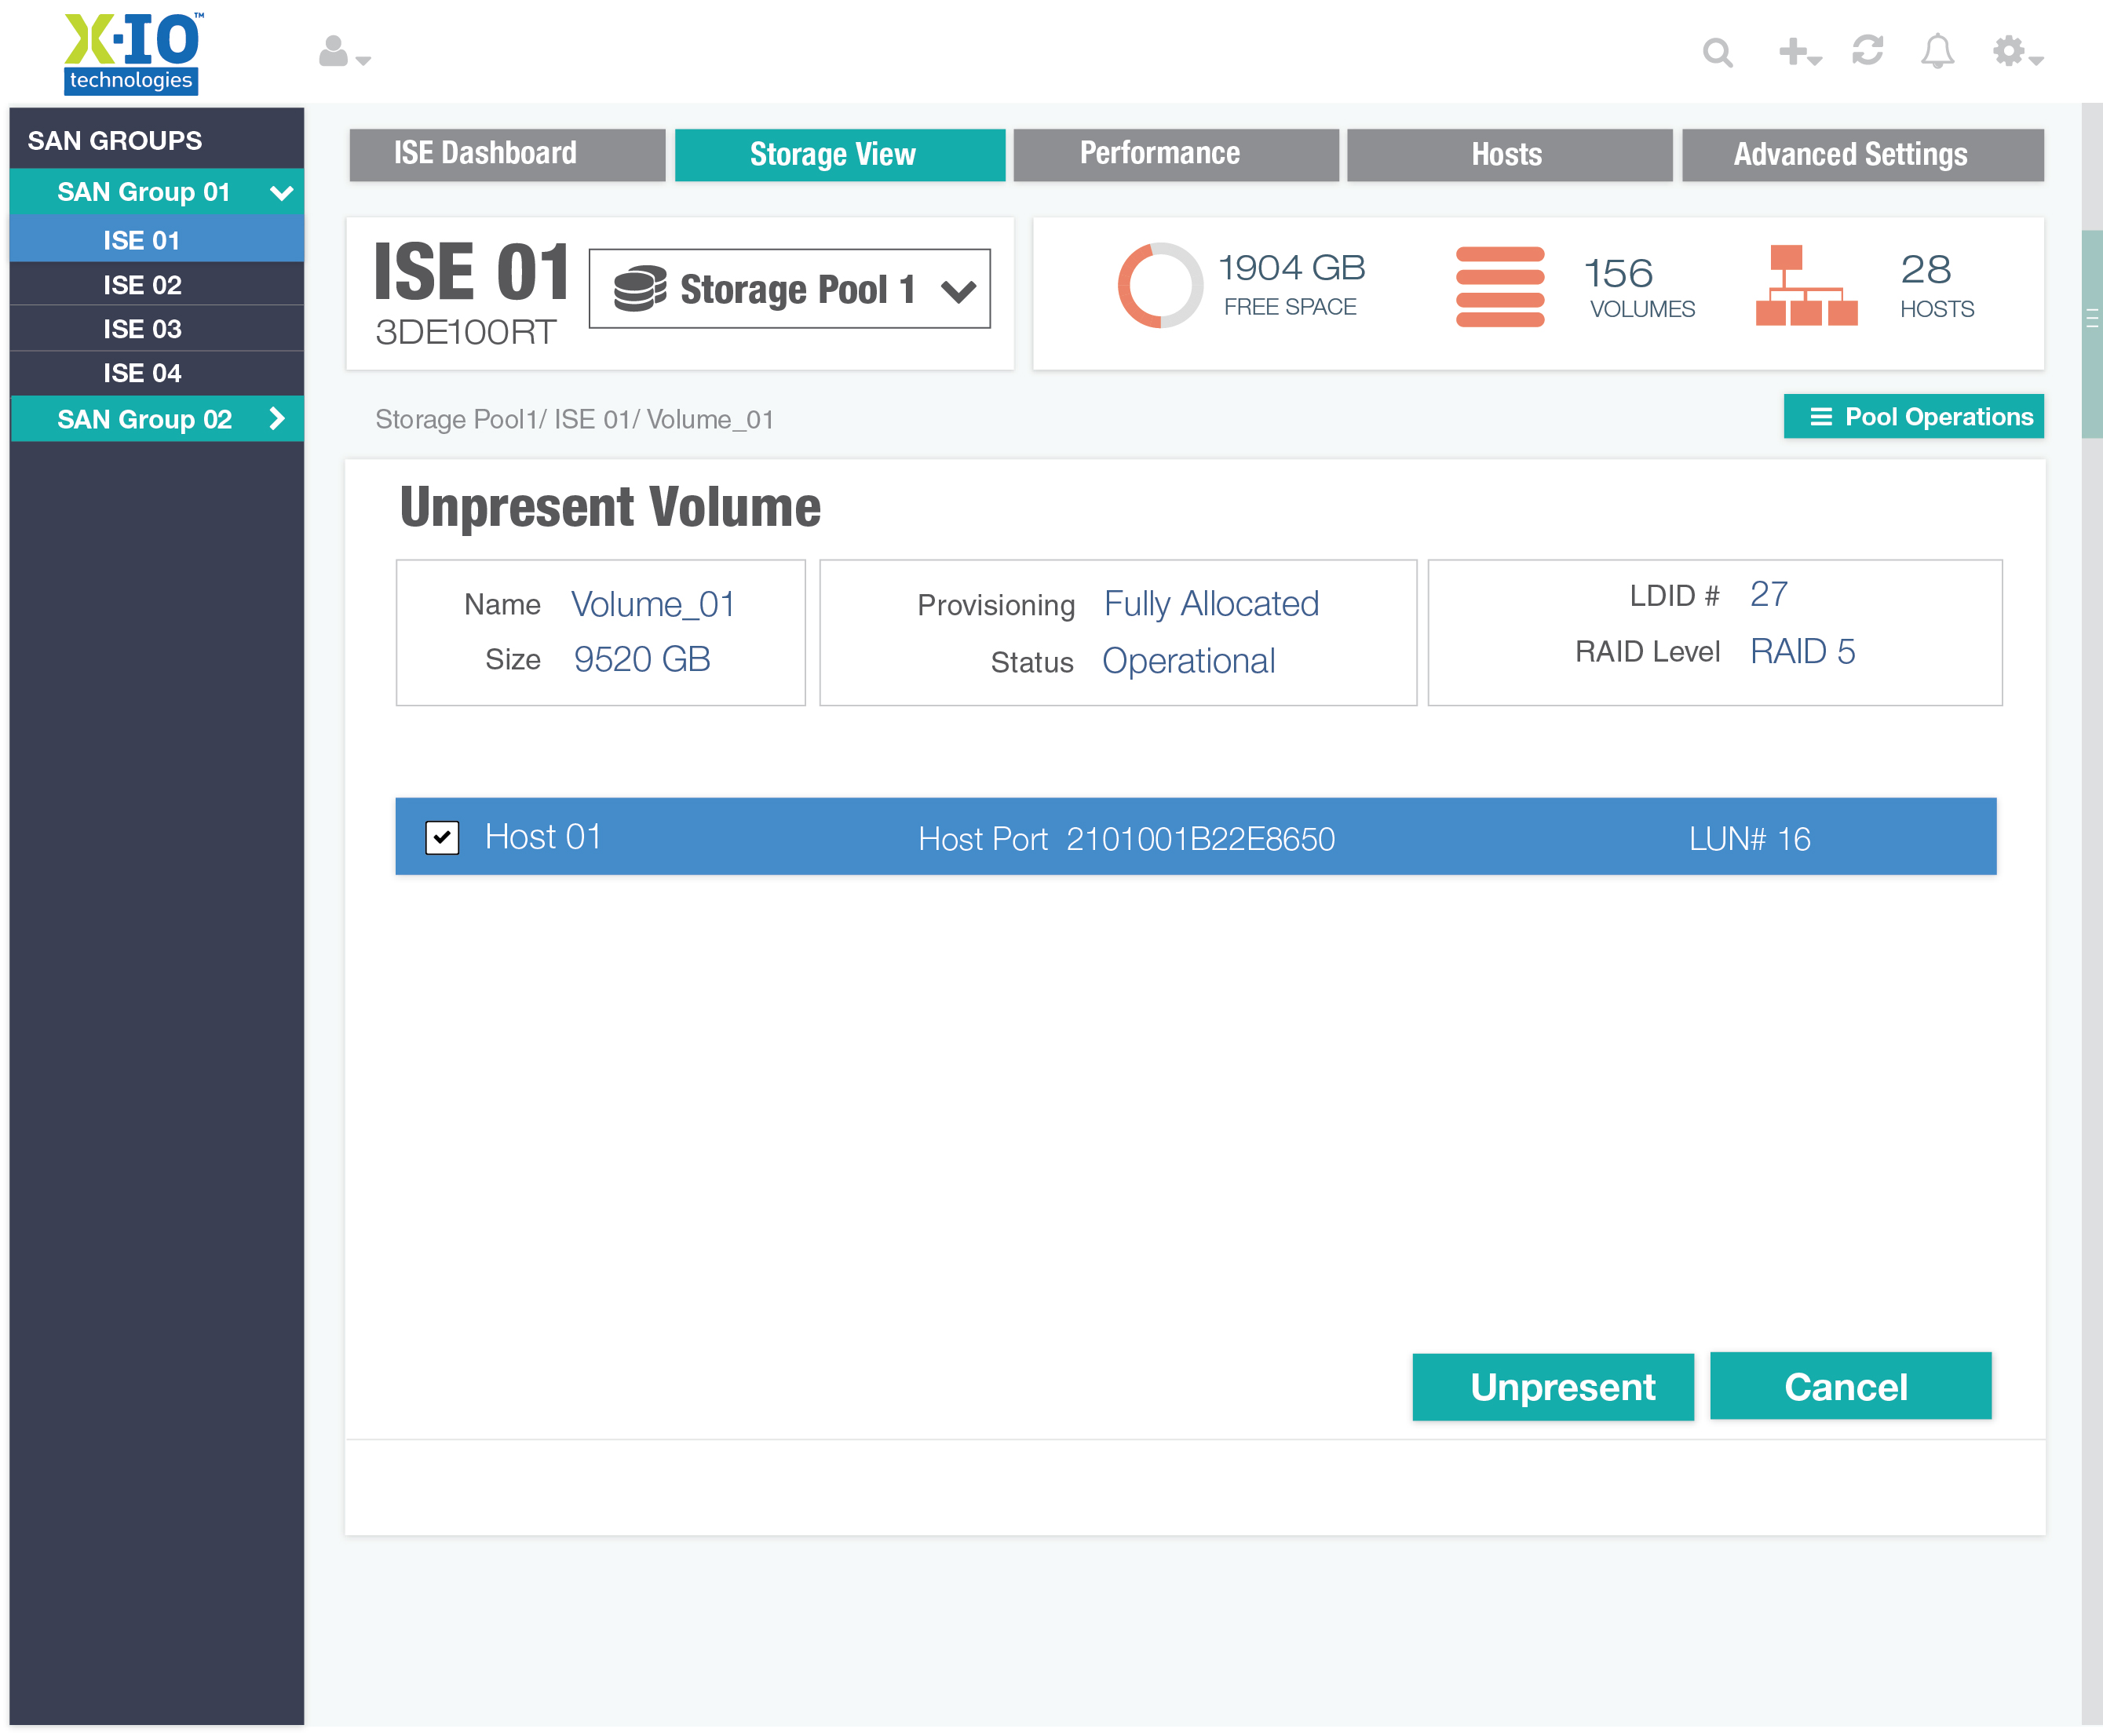 X-IO™
technologies
SAN GROUPS
SAN Group 01
ISE 01
ISE 02
ISE 03
ISE 04
SAN Group 02
ISE Dashboard
Storage View
Performance
Hosts
Advanced Settings
ISE 01
3DE100RT
Storage Pool 1
1904 GB
FREE SPACE
156
VOLUMES
28
HOSTS
Storage Pool1/ ISE 01/ Volume_01
Pool Operations
Unpresent Volume
Name Volume_01
Size 9520 GB
Provisioning Fully Allocated
Status Operational
LDID # 27
RAID Level RAID 5
Host 01 Host Port 2101001B22E8650 LUN# 16
Unpresent
Cancel